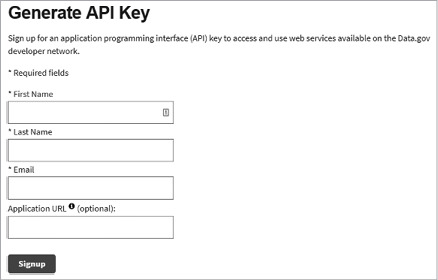 Generate API Key
Sign up for an application programming interface (API) key to access and use web services available on the Data.gov
developer network.
* Required fields
* First Name
* Last Name
* Email
Application URL (optional):
Signup